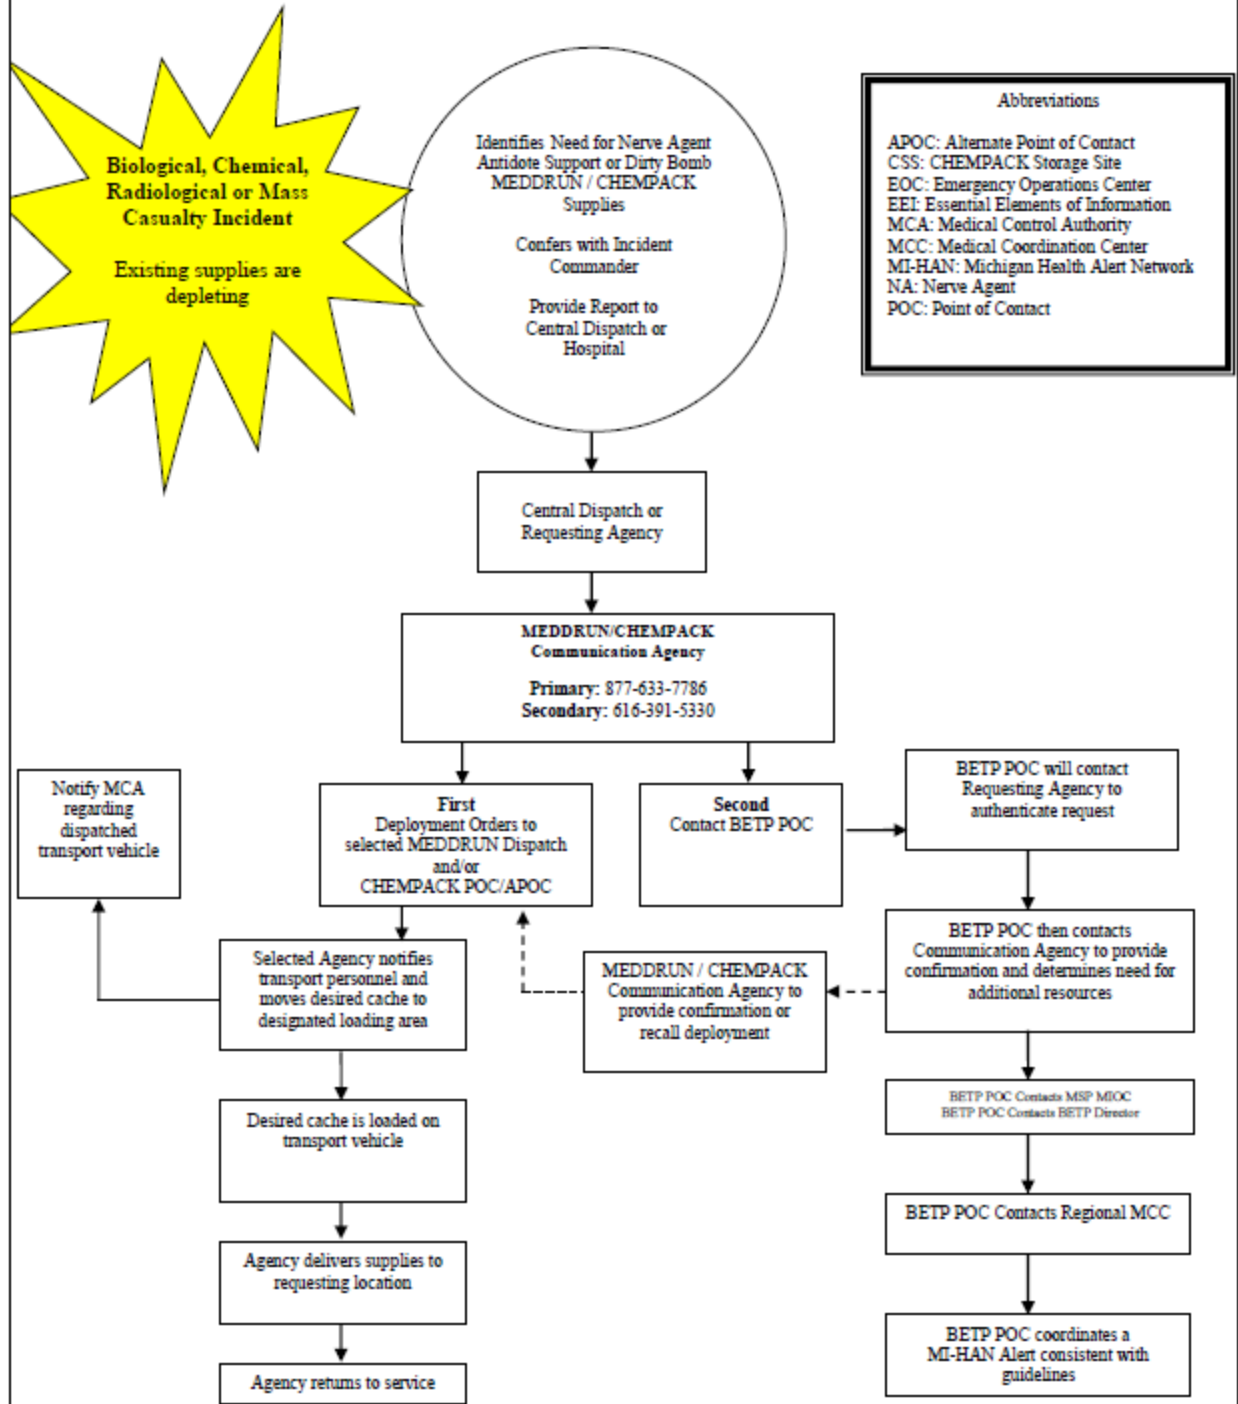 Biological, Chemical,
Radiological or Mass
Casualty Incident
Existing supplies are
depleting
Identifies Need for Nerve Agent
Antidote Support or Dirty Bomb
MEDDRUN / CHEMPACK
Supplies
Confers with Incident
Commander
Provide Report to
Central Dispatch or
Hospital
Abbreviations
APOC: Alternate Point of Contact
CSS: CHEMPACK Storage Site
EOC: Emergency Operations Center
EEI: Essential Elements of Information
MCA: Medical Control Authority
MCC: Medical Coordination Center
MI-HAN: Michigan Health Alert Network
NA: Nerve Agent
POC: Point of Contact
Central Dispatch or
Requesting Agency
MEDDRUN/CHEMPACK
Communication Agency
Primary: 877-633-7786
Secondary: 616-391-5330
Notify MCA
regarding
dispatched
transport vehicle
First
Deployment Orders to
selected MEDDRUN Dispatch
and/or
CHEMPACK POC/APOC
Second
Contact BETP POC
BETP POC will contact
Requesting Agency to
authenticate request
Selected Agency notifies
transport personnel and
moves desired cache to
designated loading area
MEDDRUN / CHEMPACK
Communication Agency to
provide confirmation or
recall deployment
BETP POC then contacts
Communication Agency to provide
confirmation and determines need for
additional resources
Desired cache is loaded on
transport vehicle
BETP POC Contacts MSP MIOC
BETP POC Contacts BETP Director
Agency delivers supplies to
requesting location
BETP POC Contacts Regional MCC
Agency returns to service
BETP POC coordinates a
MI-HAN Alert consistent with
guidelines